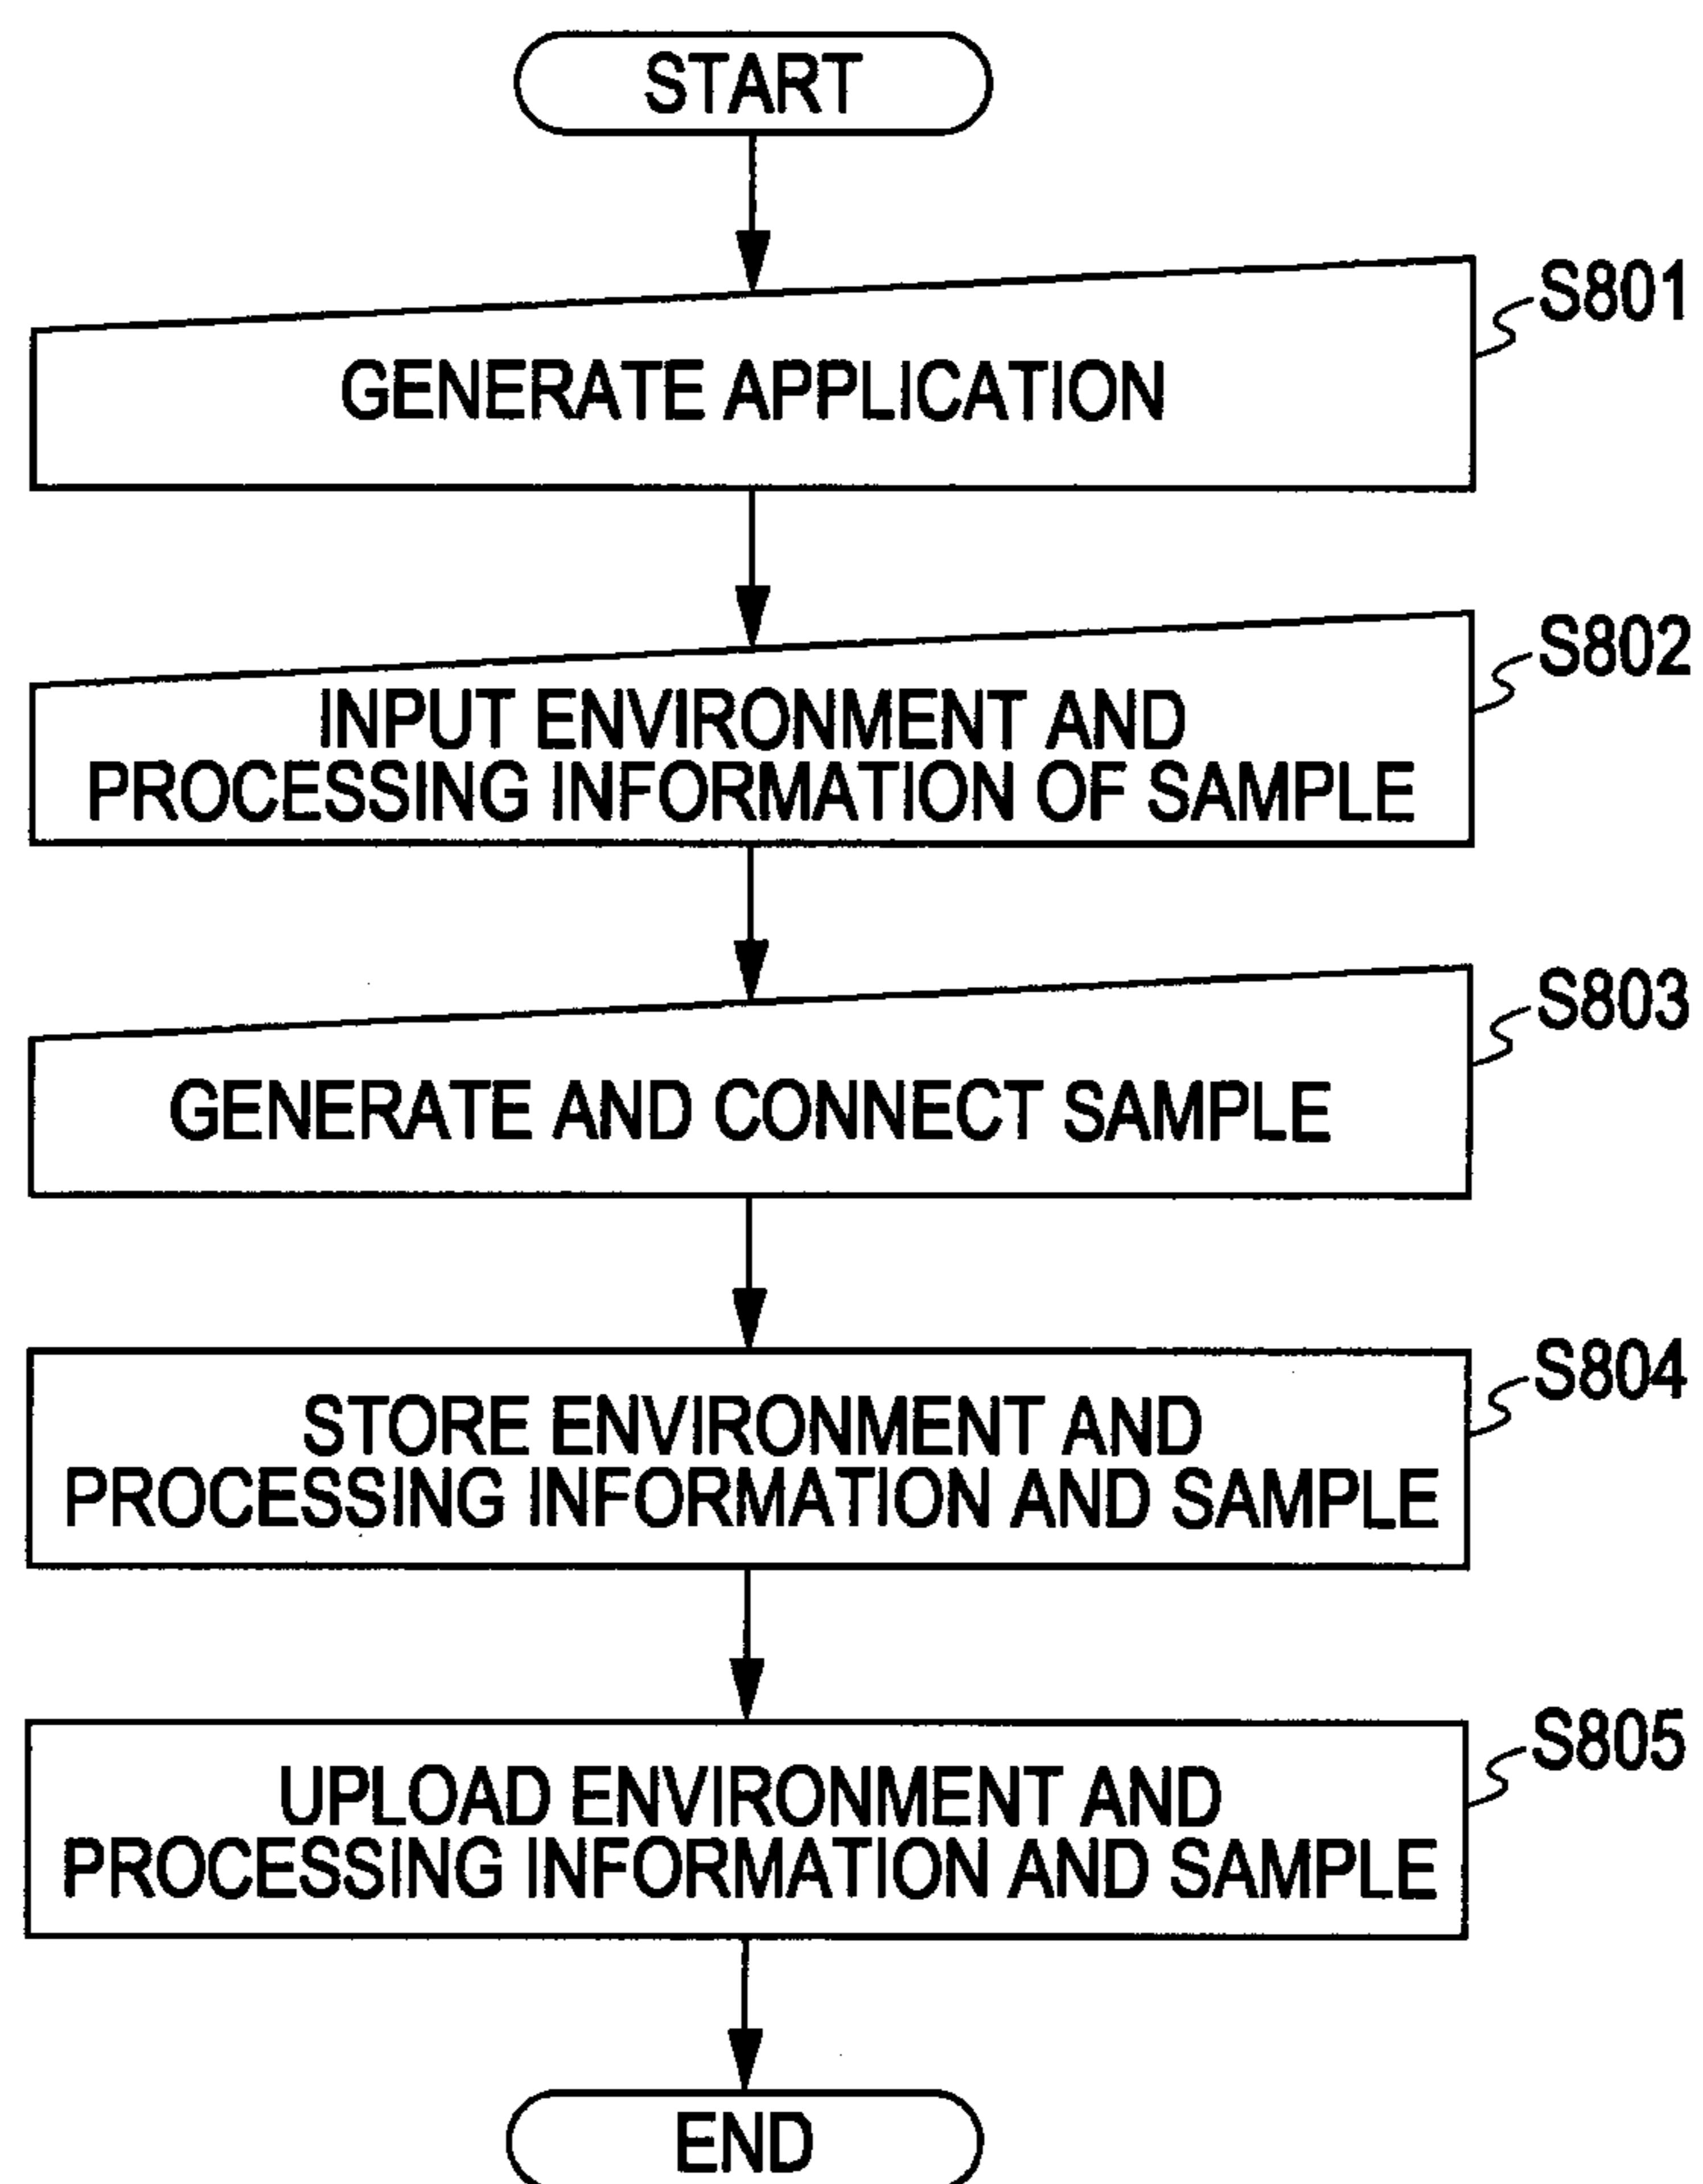 START
S801
GENERATE APPLICATION
S802
INPUT ENVIRONMENT AND
PROCESSING INFORMATION OF SAMPLE
S803
GENERATE AND CONNECT SAMPLE
S804
STORE ENVIRONMENT AND
PROCESSING INFORMATION AND SAMPLE
S805
UPLOAD ENVIRONMENT AND
PROCESSING INFORMATION AND SAMPLE
END